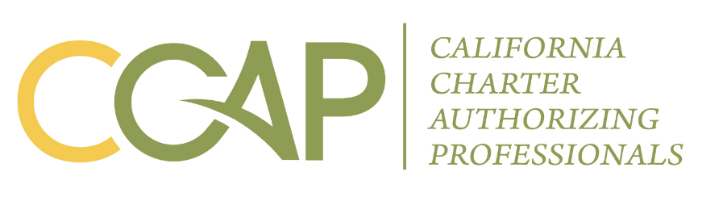 CCAP
CALIFORNIA
CHARTER
AUTHORIZING
PROFESSIONALS